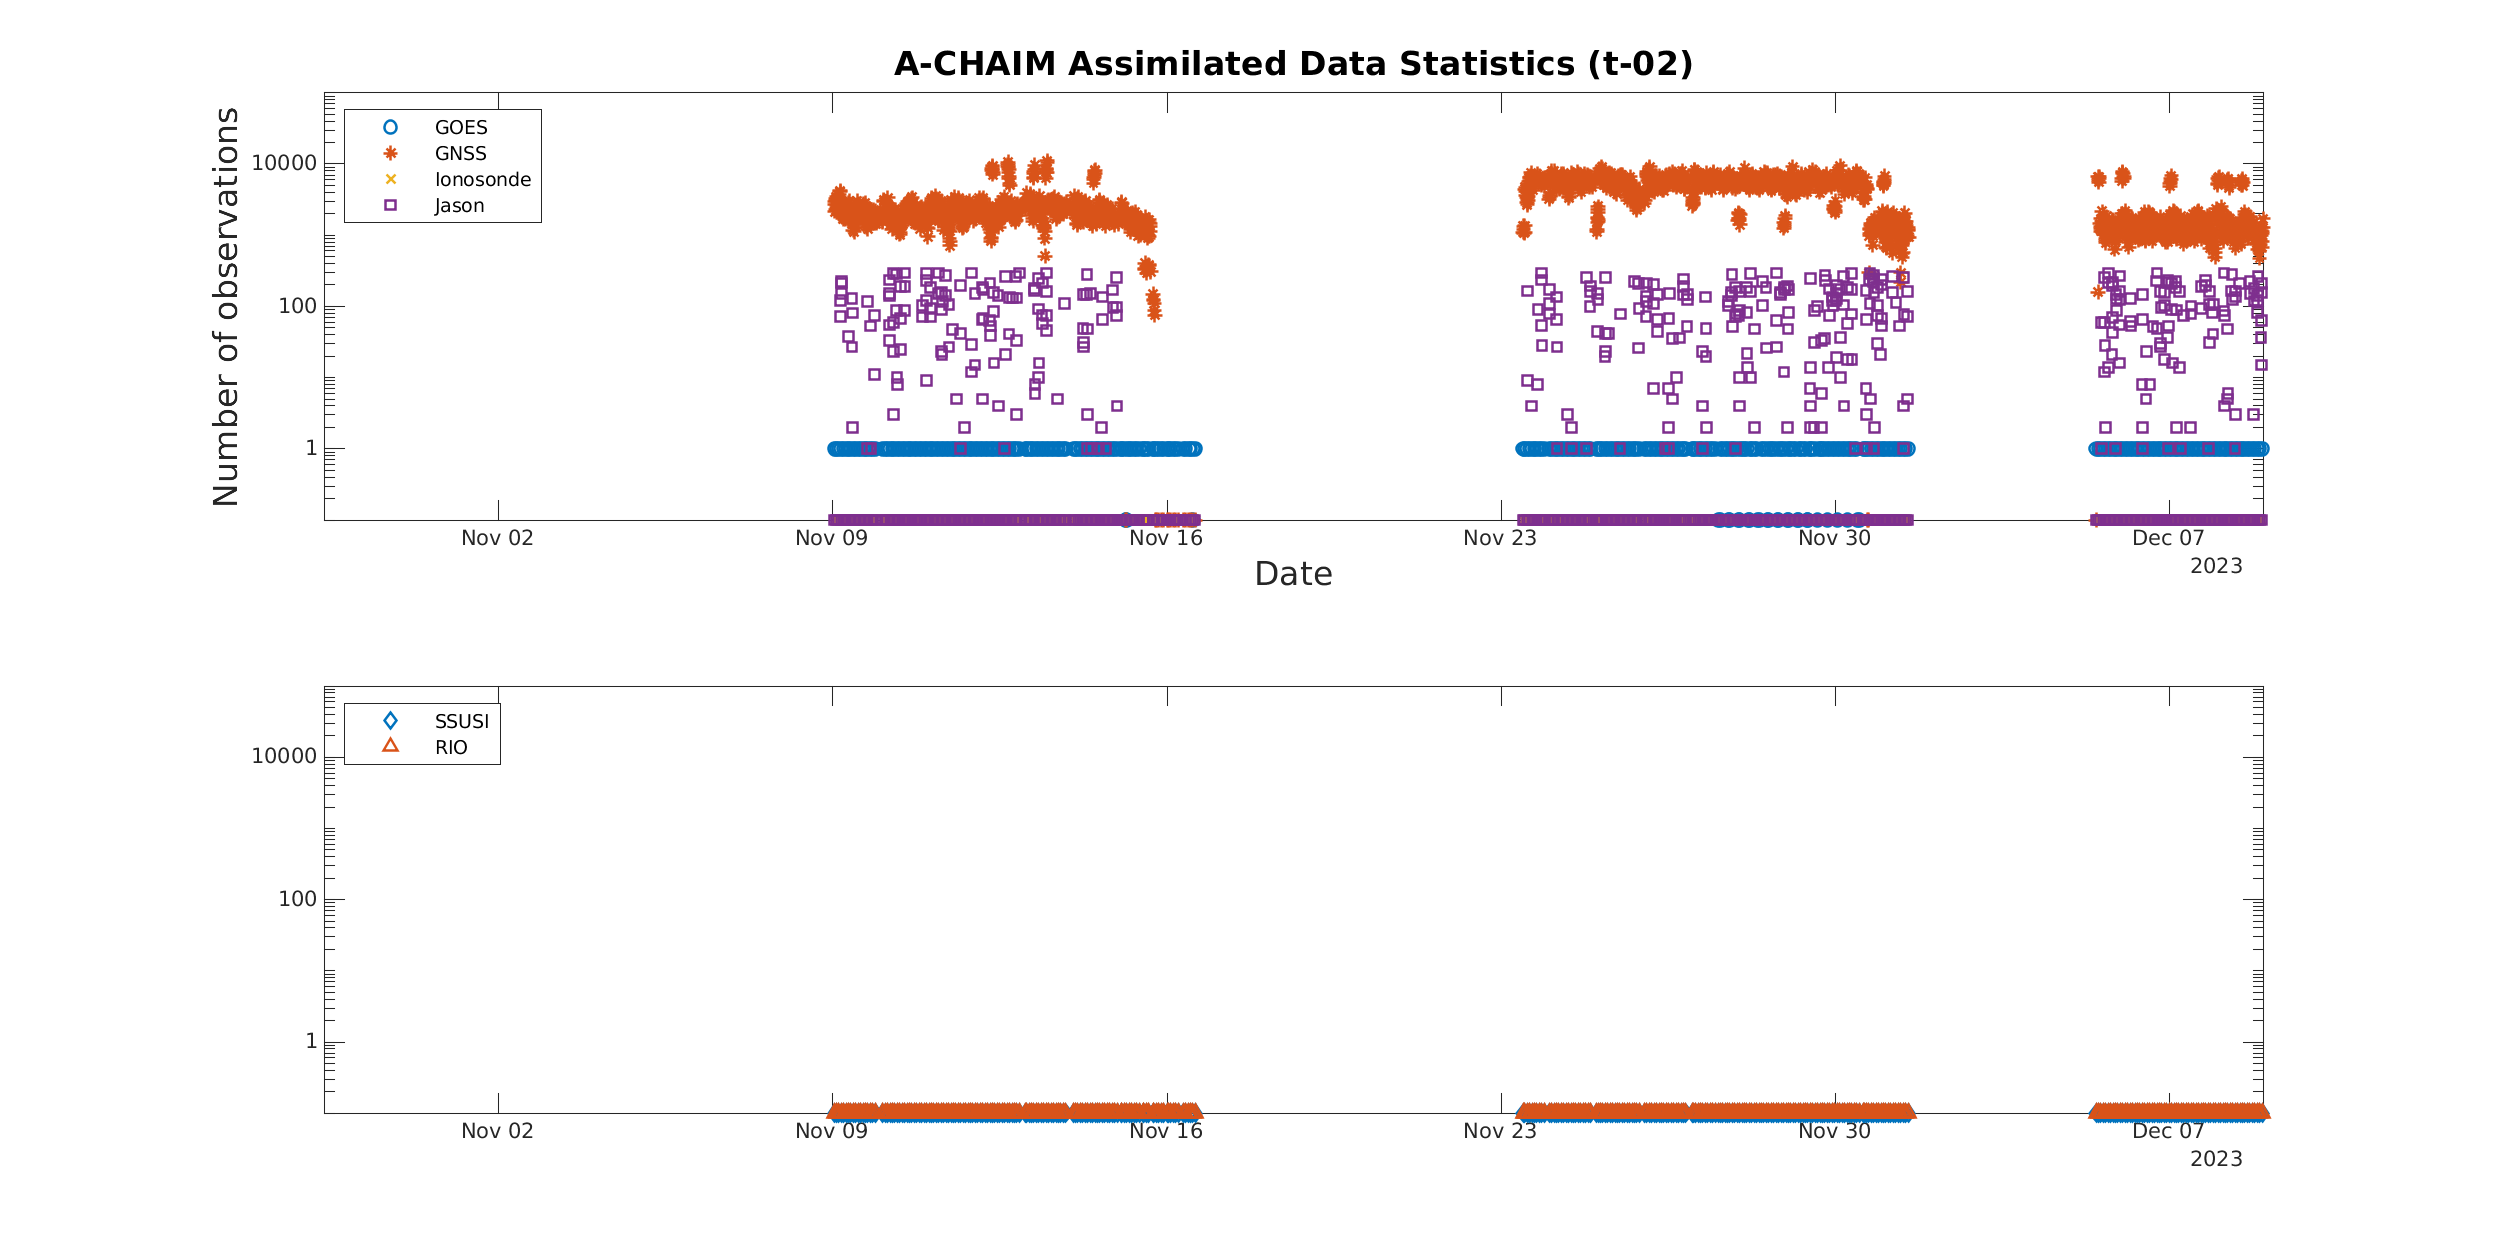 A-CHAIM Assimilated Data Statistics (t-02)
Number of observations
10000
100
1
GOES
GNSS
Ionosonde
Jason
Nov 02
Nov 09
Nov 16
Nov 23
Nov 30
Dec 07
2023
Date
10000
100
1
SSUSI
RIO
Nov 02
Nov 09
Nov 16
Nov 23
Nov 30
Dec 07
2023